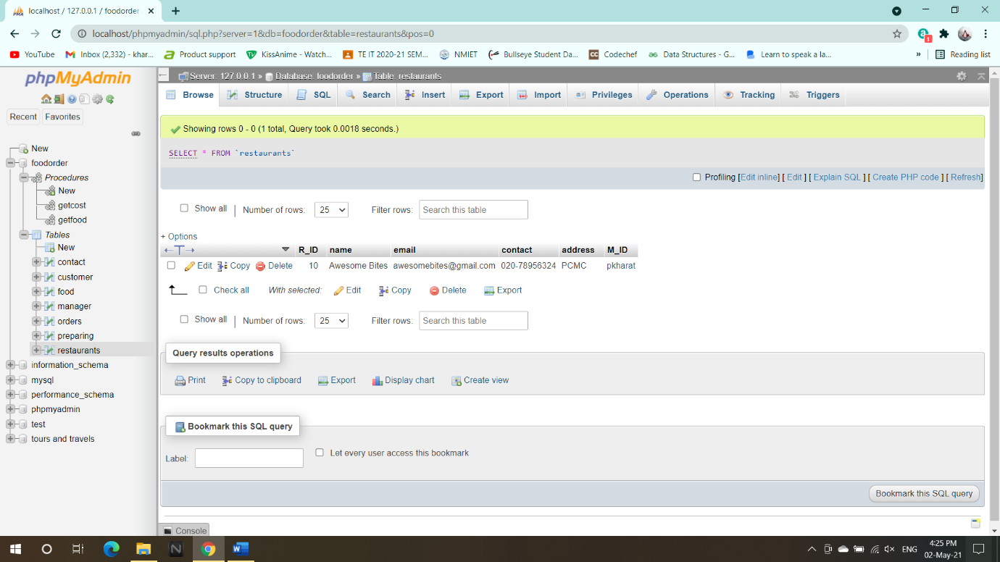 localhost / 127.0.0.1 / foodorder
localhost/phpmyadmin/sql.php?server=1&db=foodorder&table=restaurants&pos=0
YouTube Inbox (2,332) - khar... Product support KissAnime - Watch... TE IT 2020-21 SEM... NMIET Bullseye Student Da... Codechef Data Structures - G... Learn to speak a la... » Reading list
phpMyAdmin
Recent Favorites
New
foodorder
Procedures
New
getcost
getfood
Tables
New
contact
customer
food
manager
orders
preparing
restaurants
information_schema
mysql
performance_schema
phpmyadmin
test
tours and travels
Server: 127.0.0.1 » Database: foodorder » Table: restaurants
Browse Structure SQL Search Insert Export Import Privileges Operations Tracking Triggers
Showing rows 0 - 0 (1 total, Query took 0.0018 seconds.)
SELECT * FROM `restaurants`
Profiling [Edit inline] [ Edit ] [ Explain SQL ] [ Create PHP code ] [ Refresh]
Show all | Number of rows: 25 Filter rows: Search this table
+ Options
←T→ R_ID name email contact address M_ID
Edit Copy Delete 10 Awesome Bites awesomebites@gmail.com 020-78956324 PCMC pkharat
Check all With selected: Edit Copy Delete Export
Show all | Number of rows: 25 Filter rows: Search this table
Query results operations
Print Copy to clipboard Export Display chart Create view
Bookmark this SQL query
Label: Let every user access this bookmark
Bookmark this SQL query
Console
ENG 4:25 PM
02-May-21